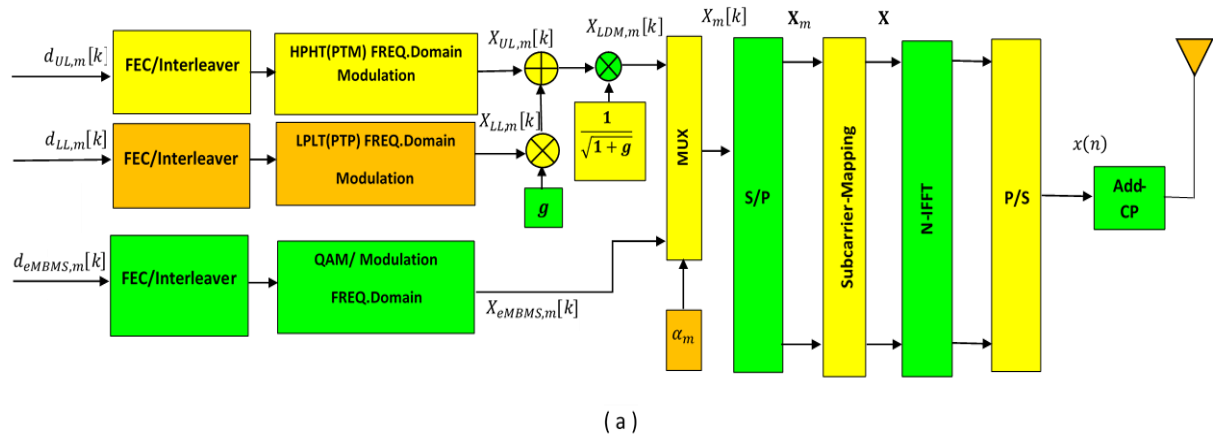 d_{UL,m}[k]
FEC/Interleaver
HPHT(PTM) FREQ.Domain
Modulation
X_{UL,m}[k]
X_{LDM,m}[k]
1
√(1 + g)
d_{LL,m}[k]
FEC/Interleaver
LPLT(PTP) FREQ.Domain
Modulation
X_{LL,m}[k]
g
d_{eMBMS,m}[k]
FEC/Interleaver
QAM/ Modulation
FREQ.Domain
X_{eMBMS,m}[k]
MUX
α_m
X_m[k]
S/P
X_m
Subcarrier-Mapping
X
N-IFFT
P/S
x(n)
Add-
CP
( a )